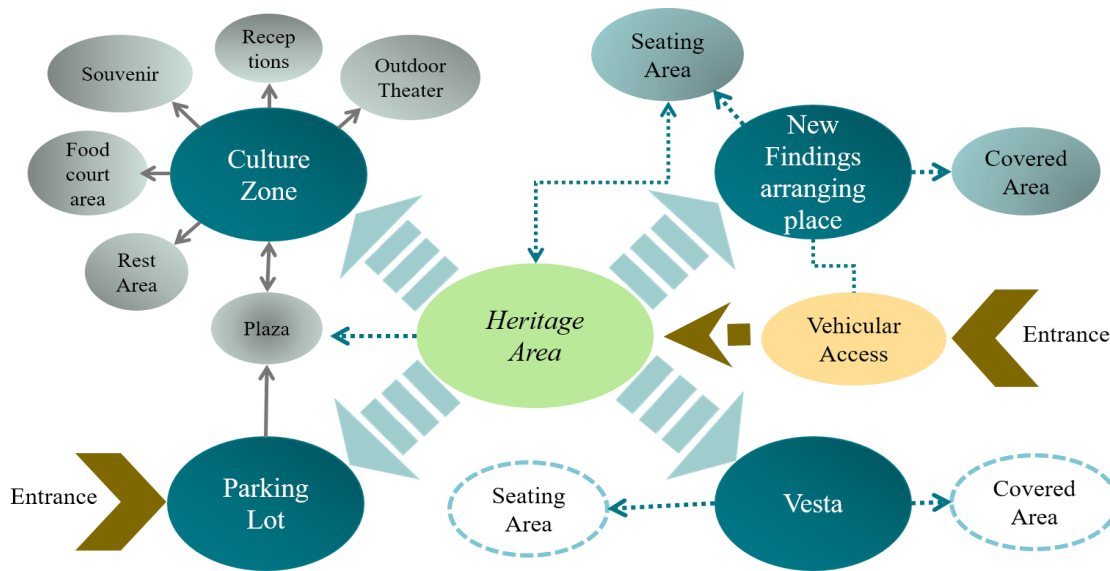 Recep
tions
Souvenir
Outdoor
Theater
Seating
Area
Food
court
area
Culture
Zone
New
Findings
arranging
place
Covered
Area
Rest
Area
Plaza
Heritage
Area
Vehicular
Access
Entrance
Entrance
Parking
Lot
Seating
Area
Vesta
Covered
Area